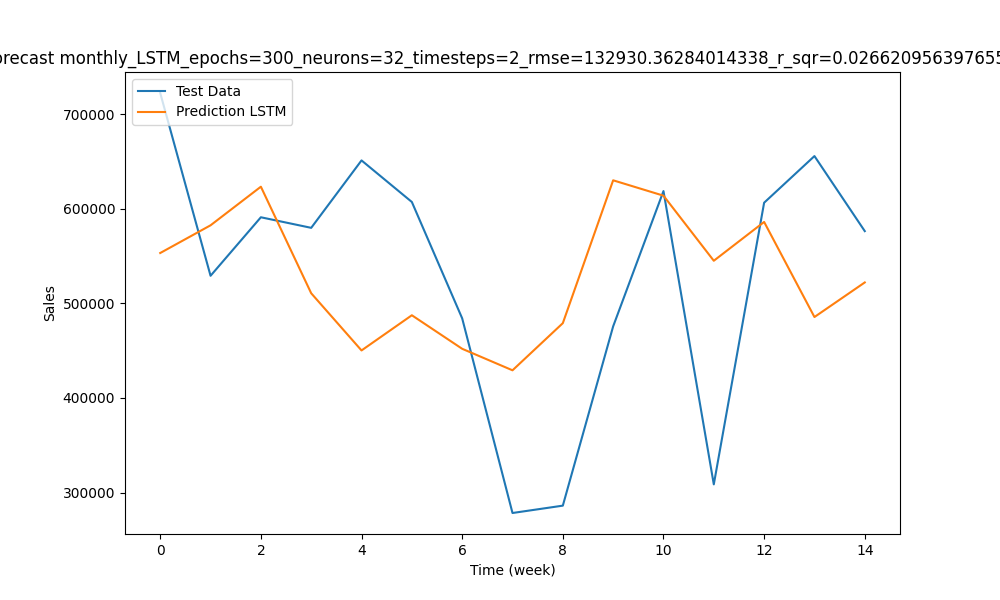 recast monthly_LSTM_epochs=300_neurons=32_timesteps=2_rmse=132930.36284014338_r_sqr=0.026620956397655
Test Data
Prediction LSTM
700000
600000
500000
400000
300000
Sales
0 2 4 6 8 10 12 14
Time (week)